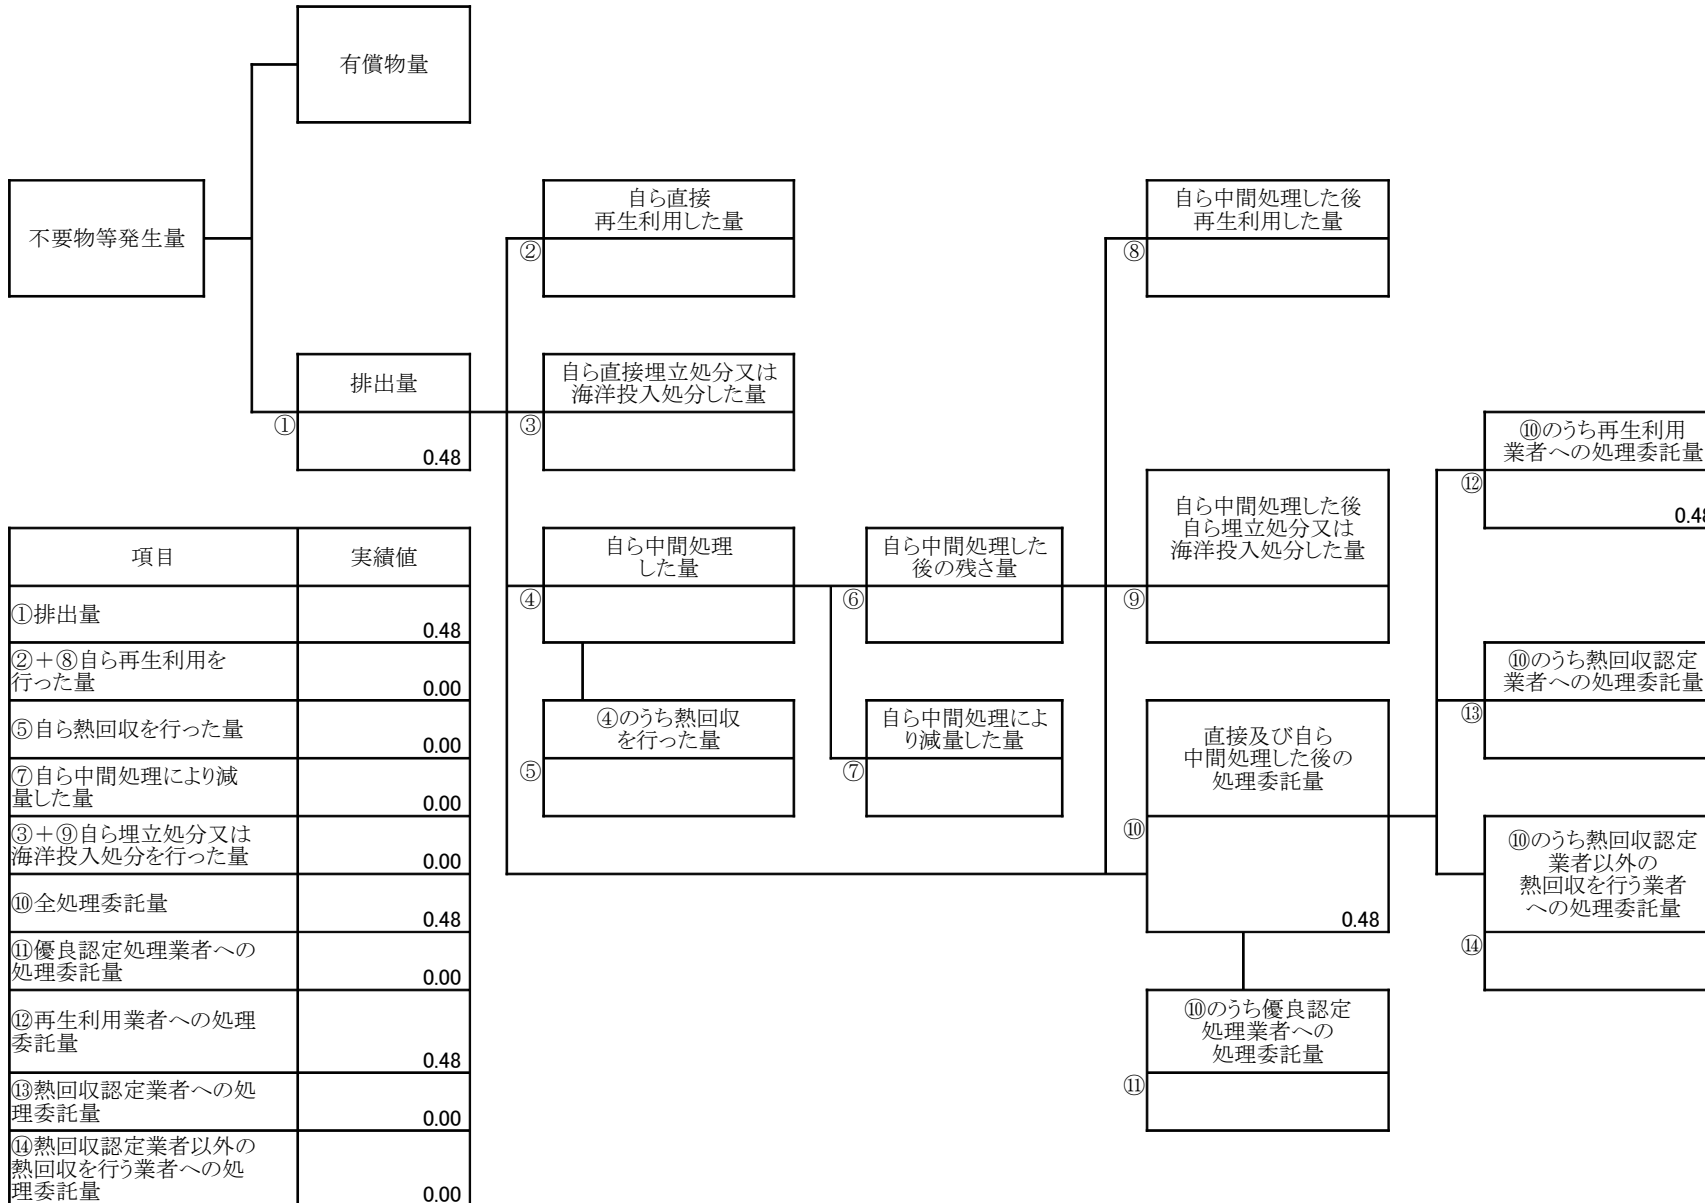 有償物量
不要物等発生量
自ら直接
再生利用した量
②
自ら中間処理した後
再生利用した量
⑧
排出量
①
0.48
自ら直接埋立処分又は
海洋投入処分した量
③
⑩のうち再生利用
業者への処理委託量
⑫
0.48
自ら中間処理した後
自ら埋立処分又は
海洋投入処分した量
⑨
自ら中間処理
した量
④
自ら中間処理した
後の残さ量
⑥
⑩のうち熱回収認定
業者への処理委託量
⑬
④のうち熱回収
を行った量
⑤
自ら中間処理によ
り減量した量
⑦
直接及び自ら
中間処理した後の
処理委託量
⑩
0.48
⑩のうち熱回収認定
業者以外の
熱回収を行う業者
への処理委託量
⑭
⑩のうち優良認定
処理業者への
処理委託量
⑪
項目 実績値
①排出量
0.48
②＋⑧自ら再生利用を
行った量
0.00
⑤自ら熱回収を行った量
0.00
⑦自ら中間処理により減
量した量
0.00
③＋⑨自ら埋立処分又は
海洋投入処分を行った量
0.00
⑩全処理委託量
0.48
⑪優良認定処理業者への
処理委託量
0.00
⑫再生利用業者への処理
委託量
0.48
⑬熱回収認定業者への処
理委託量
0.00
⑭熱回収認定業者以外の
熱回収を行う業者への処
理委託量
0.00